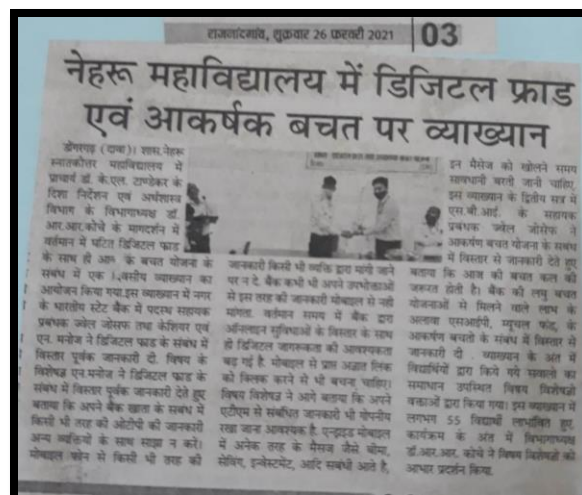 राजनांदगांव, शुक्रवार 26 फरवरी 2021
03
नेहरू महाविद्यालय में डिजिटल फ्राड
एवं आकर्षक बचत पर व्याख्यान
डोंगरगढ़ (दावा)। शास. नेहरू
स्नातकोत्तर महाविद्यालय में
प्राचार्य डॉ. के.एल. टाण्डेकर के
दिशा निर्देशन एवं अर्थशास्त्र
विभाग के विभागाध्यक्ष डॉ.
आर.आर.कोचे के मागदर्शन में
वर्तमान में घटित डिजिटल फ्राड
के साथ ही आक. के बचत योजना के
संबंध में एक दिवसीय व्याख्यान का
आयोजन किया गया.इस व्याख्यान में नगर
के भारतीय स्टेट बैंक में पदस्थ सहायक
प्रबंधक ज्वेल जोसफ तथा केशियर एवं
एन. मनोज ने डिजिटल फ्राड के संबंध में
विस्तार पूर्वक जानकारी दी. विषय के
विशेषज्ञ एन.मनोज ने डिजिटल फ्राड के
संबंध में विस्तार पूर्वक जानकारी देते हुए
बताया कि अपने बैंक खाता के सबंध में
किसी भी तरह की ओटीपी की जानकारी
अन्य व्यक्तियों के साथ साझा न करें।
मोबाइल फोन से किसी भी तरह की
जानकारी किसी भी व्यक्ति द्वारा मांगी जाने
पर न दे. बैंक कभी भी अपने उपभोक्ताओं
से इस तरह की जानकारी मोबाइल से नहीं
मांगता. वर्तमान समय में बैंक द्वारा
ऑनलाइन सुविधाओं के विस्तार के साथ
ही डिजिटल जागरूकता की आवश्यकता
बढ़ गई है. मोबाइल से प्राप्त अज्ञात लिंक
को क्लिक करने से भी बचना चाहिए।
विषय विशेषज्ञ ने आगे बताया कि अपने
एटीएम से संबंधित जानकारी भी गोपनीय
रखा जाना आवश्यक है. एन्ड्राइड मोबाइल
में अनेक तरह के मैसज जैसे बीमा,
सेविंग, इन्वेस्टमेंट, आदि सबंधी आते है,
इन मैसेज को खोलने समय
सावधानी बरती जानी चाहिए.
इस व्याख्यान के द्वितीय सत्र में
एस.बी.आई. के सहायक
प्रबंधक ज्वेल जोसेफ ने
आकर्षण बचत योजना के सबंध
में विस्तार से जानकारी देते हुए
बताया कि आज की बचत कल की
जरूरत होती है। बैंक की लघु बचत
योजनाओं से मिलने वाले लाभ के
अलावा एसआईपी, म्युचल फंड, के
आकर्षण बचतो के संबंध में विस्तार से
जानकारी दी . व्याख्यान के अंत में
विद्यार्थियों द्वारा किये गये सवालो का
समाधान उपस्थित विषय विशेषज्ञों
वक्ताओं द्वारा किया गया। इस व्याख्यान में
लगभग 55 विद्यार्थी लाभांवित हुए.
कार्यक्रम के अंत में विभागाध्यक्ष
डॉ.आर.आर. कोचे ने विषय विशेषज्ञों को
आभार प्रदर्शन किया.